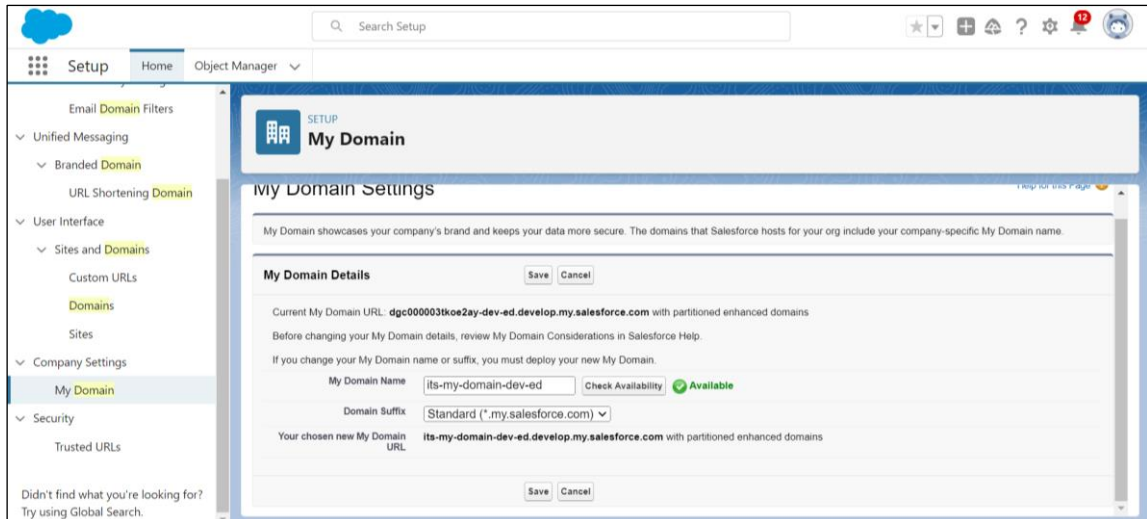 Search Setup
12
Setup
Home
Object Manager
Email Domain Filters
Unified Messaging
Branded Domain
URL Shortening Domain
User Interface
Sites and Domains
Custom URLs
Domains
Sites
Company Settings
My Domain
Security
Trusted URLs
Didn't find what you're looking for?
Try using Global Search.
SETUP
My Domain
My Domain Settings
Help for this Page
My Domain showcases your company's brand and keeps your data more secure. The domains that Salesforce hosts for your org include your company-specific My Domain name.
My Domain Details Save Cancel
Current My Domain URL: dgc000003tkoe2ay-dev-ed.develop.my.salesforce.com with partitioned enhanced domains
Before changing your My Domain details, review My Domain Considerations in Salesforce Help.
If you change your My Domain name or suffix, you must deploy your new My Domain.
My Domain Name its-my-domain-dev-ed Check Availability Available
Domain Suffix Standard (*.my.salesforce.com)
Your chosen new My Domain its-my-domain-dev-ed.develop.my.salesforce.com with partitioned enhanced domains
URL
Save Cancel